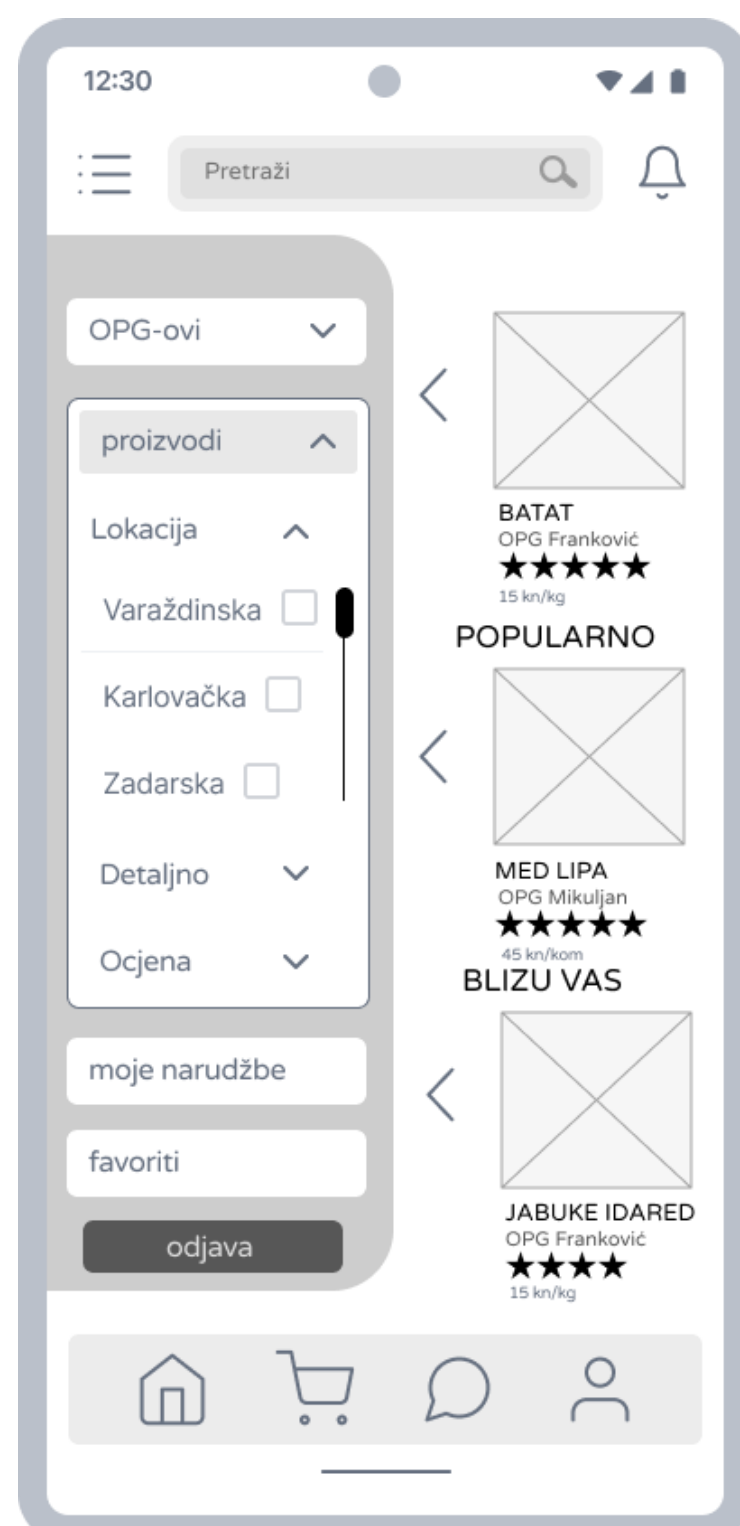 12:30
Pretraži
OPG-ovi
proizvodi
Lokacija
Varaždinska
Karlovačka
Zadarska
Detaljno
Ocjena
moje narudžbe
favoriti
odjava
BATAT
OPG Franković
15 kn/kg
POPULARNO
MED LIPA
OPG Mikuljan
45 kn/kom
BLIZU VAS
JABUKE IDARED
OPG Franković
15 kn/kg